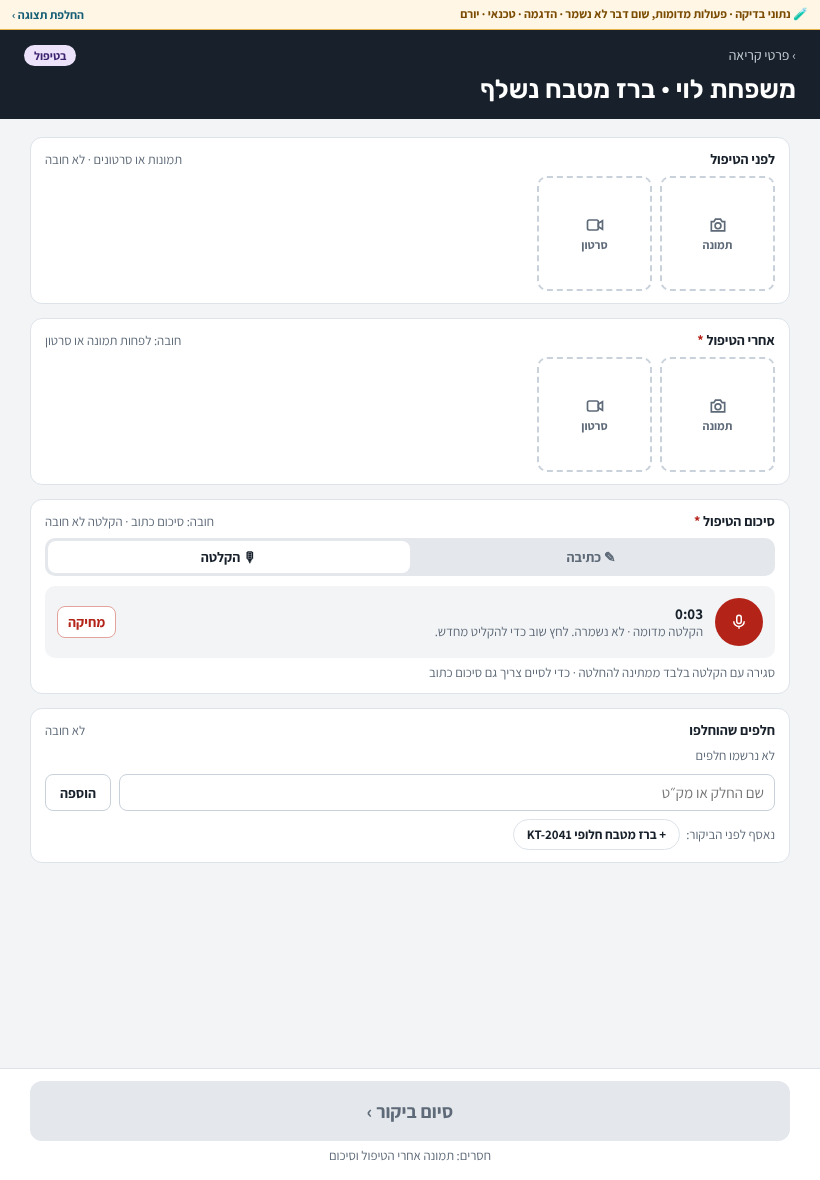 🧪 נתוני בדיקה · פעולות מדומות, שום דבר לא נשמר · הדגמה · טכנאי · יורם
החלפת תצוגה ›
› פרטי קריאה
בטיפול
משפחת לוי • ברז מטבח נשלף
לפני הטיפול
תמונות או סרטונים · לא חובה
תמונה
סרטון
אחרי הטיפול *
חובה: לפחות תמונה או סרטון
תמונה
סרטון
סיכום הטיפול *
חובה: סיכום כתוב · הקלטה לא חובה
✎ כתיבה
🎙 הקלטה
0:03
הקלטה מדומה · לא נשמרה. לחץ שוב כדי להקליט מחדש.
מחיקה
סגירה עם הקלטה בלבד ממתינה להחלטה · כדי לסיים צריך גם סיכום כתוב
חלפים שהוחלפו
לא חובה
לא נרשמו חלפים
שם החלק או מק״ט
הוספה
נאסף לפני הביקור:
+ ברז מטבח חלופי KT-2041
סיום ביקור ›
חסרים: תמונה אחרי הטיפול וסיכום